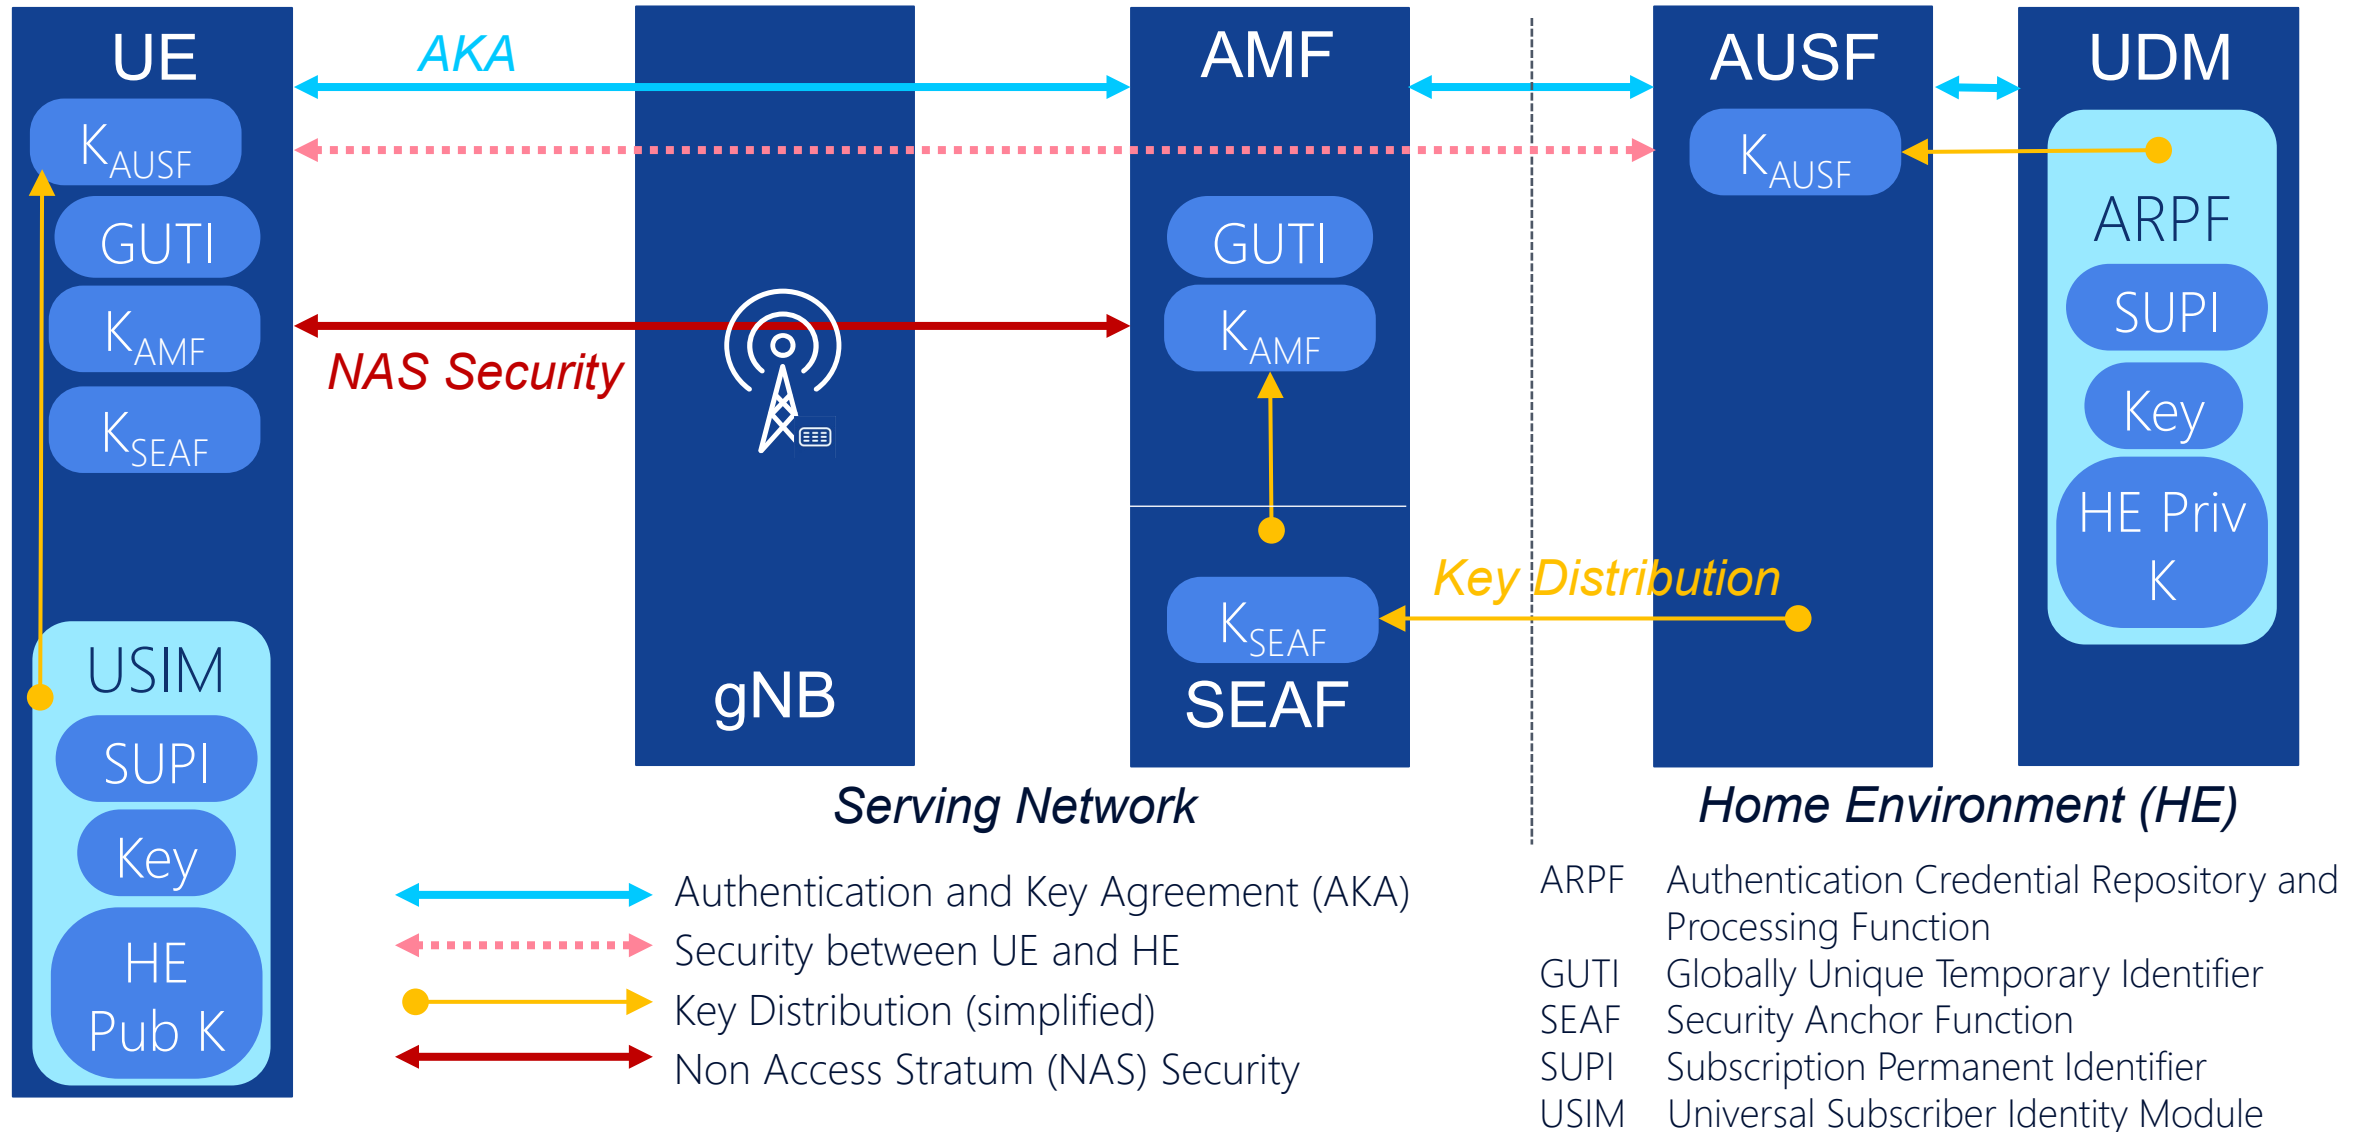 UE
AKA
AMF
AUSF
UDM
KAUSF
GUTI
KAMF
KSEAF
NAS Security
USIM
SUPI
Key
HE
Pub K
gNB
GUTI
KAMF
KSEAF
SEAF
KAUSF
Key Distribution
ARPF
SUPI
Key
HE Priv
K
Serving Network
Home Environment (HE)
Authentication and Key Agreement (AKA)
Security between UE and HE
Key Distribution (simplified)
Non Access Stratum (NAS) Security
ARPF Authentication Credential Repository and
Processing Function
GUTI Globally Unique Temporary Identifier
SEAF Security Anchor Function
SUPI Subscription Permanent Identifier
USIM Universal Subscriber Identity Module